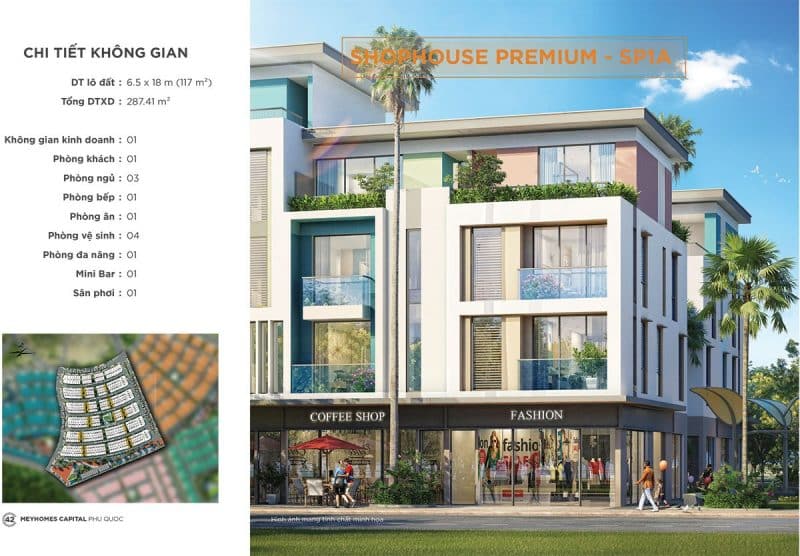 CHI TIẾT KHÔNG GIAN
DT lô đất : 6.5 x 18 m (117 m²)
Tổng DTXD : 287.41 m²
Không gian kinh doanh : 01
Phòng khách : 01
Phòng ngủ : 03
Phòng bếp : 01
Phòng ăn : 01
Phòng vệ sinh : 04
Phòng đa năng : 01
Mini Bar : 01
Sân phơi : 01
42 MEYHOMES CAPITAL PHU QUOC
SHOPHOUSE PREMIUM - SP1A
COFFEE SHOP
FASHION
fashio
Hình ảnh mang tính chất minh họa